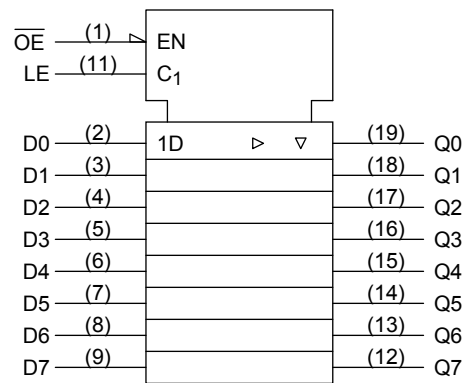 O̅E̅ (1) EN
LE (11) C₁
D0 (2) 1D (19) Q0
D1 (3) (18) Q1
D2 (4) (17) Q2
D3 (5) (16) Q3
D4 (6) (15) Q4
D5 (7) (14) Q5
D6 (8) (13) Q6
D7 (9) (12) Q7